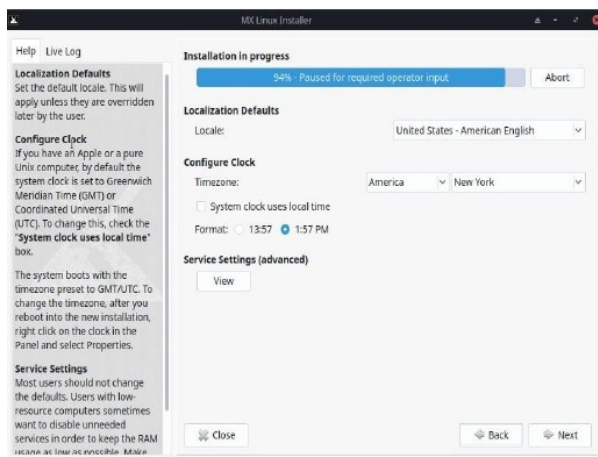 MX Linux Installer
Help Live Log
Localization Defaults
Set the default locale. This will
apply unless they are overridden
later by the user.
Configure Clock
If you have an Apple or a pure
Unix computer, by default the
system clock is set to Greenwich
Meridian Time (GMT) or
Coordinated Universal Time
(UTC). To change this, check the
"System clock uses local time"
box.
The system boots with the
timezone preset to GMT/UTC. To
change the timezone, after you
reboot into the new installation,
right click on the clock in the
Panel and select Properties.
Service Settings
Most users should not change
the defaults. Users with low-
resource computers sometimes
want to disable unneeded
services in order to keep the RAM
usage as low as possible. Make
Installation in progress
94% - Paused for required operator input
Abort
Localization Defaults
Locale: United States - American English
Configure Clock
Timezone: America New York
System clock uses local time
Format: 13:57 1:57 PM
Service Settings (advanced)
View
Close Back Next